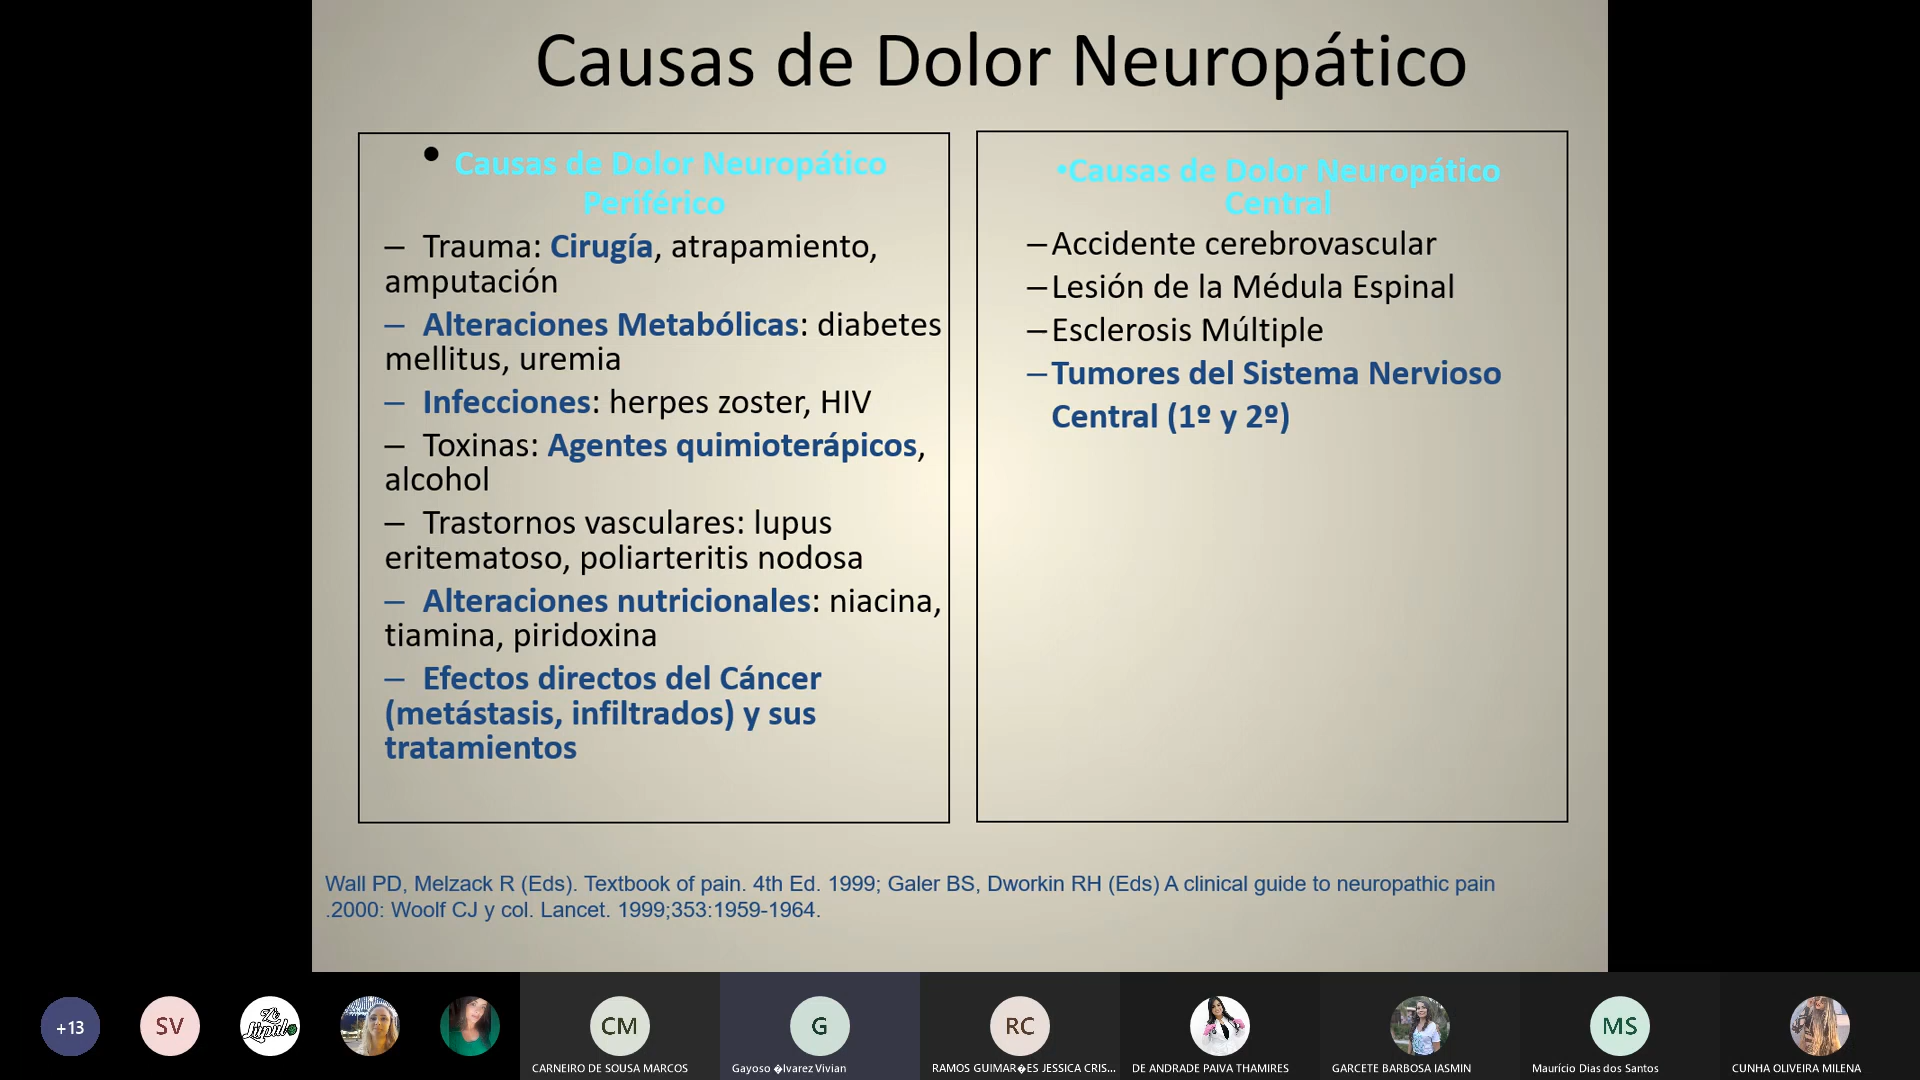 Causas de Dolor Neuropático
• Causas de Dolor Neuropático
Periférico
– Trauma: Cirugía, atrapamiento,
amputación
– Alteraciones Metabólicas: diabetes
mellitus, uremia
– Infecciones: herpes zoster, HIV
– Toxinas: Agentes quimioterápicos,
alcohol
– Trastornos vasculares: lupus
eritematoso, poliarteritis nodosa
– Alteraciones nutricionales: niacina,
tiamina, piridoxina
– Efectos directos del Cáncer
(metástasis, infiltrados) y sus
tratamientos
•Causas de Dolor Neuropático
Central
–Accidente cerebrovascular
–Lesión de la Médula Espinal
–Esclerosis Múltiple
–Tumores del Sistema Nervioso
Central (1º y 2º)
Wall PD, Melzack R (Eds). Textbook of pain. 4th Ed. 1999; Galer BS, Dworkin RH (Eds) A clinical guide to neuropathic pain
.2000: Woolf CJ y col. Lancet. 1999;353:1959-1964.
+13
SV
CM
G
RC
MS
CARNEIRO DE SOUSA MARCOS
Gayoso �lvarez Vivian
RAMOS GUIMAR�ES JESSICA CRIS...
DE ANDRADE PAIVA THAMIRES
GARCETE BARBOSA IASMIN
Maurício Dias dos Santos
CUNHA OLIVEIRA MILENA